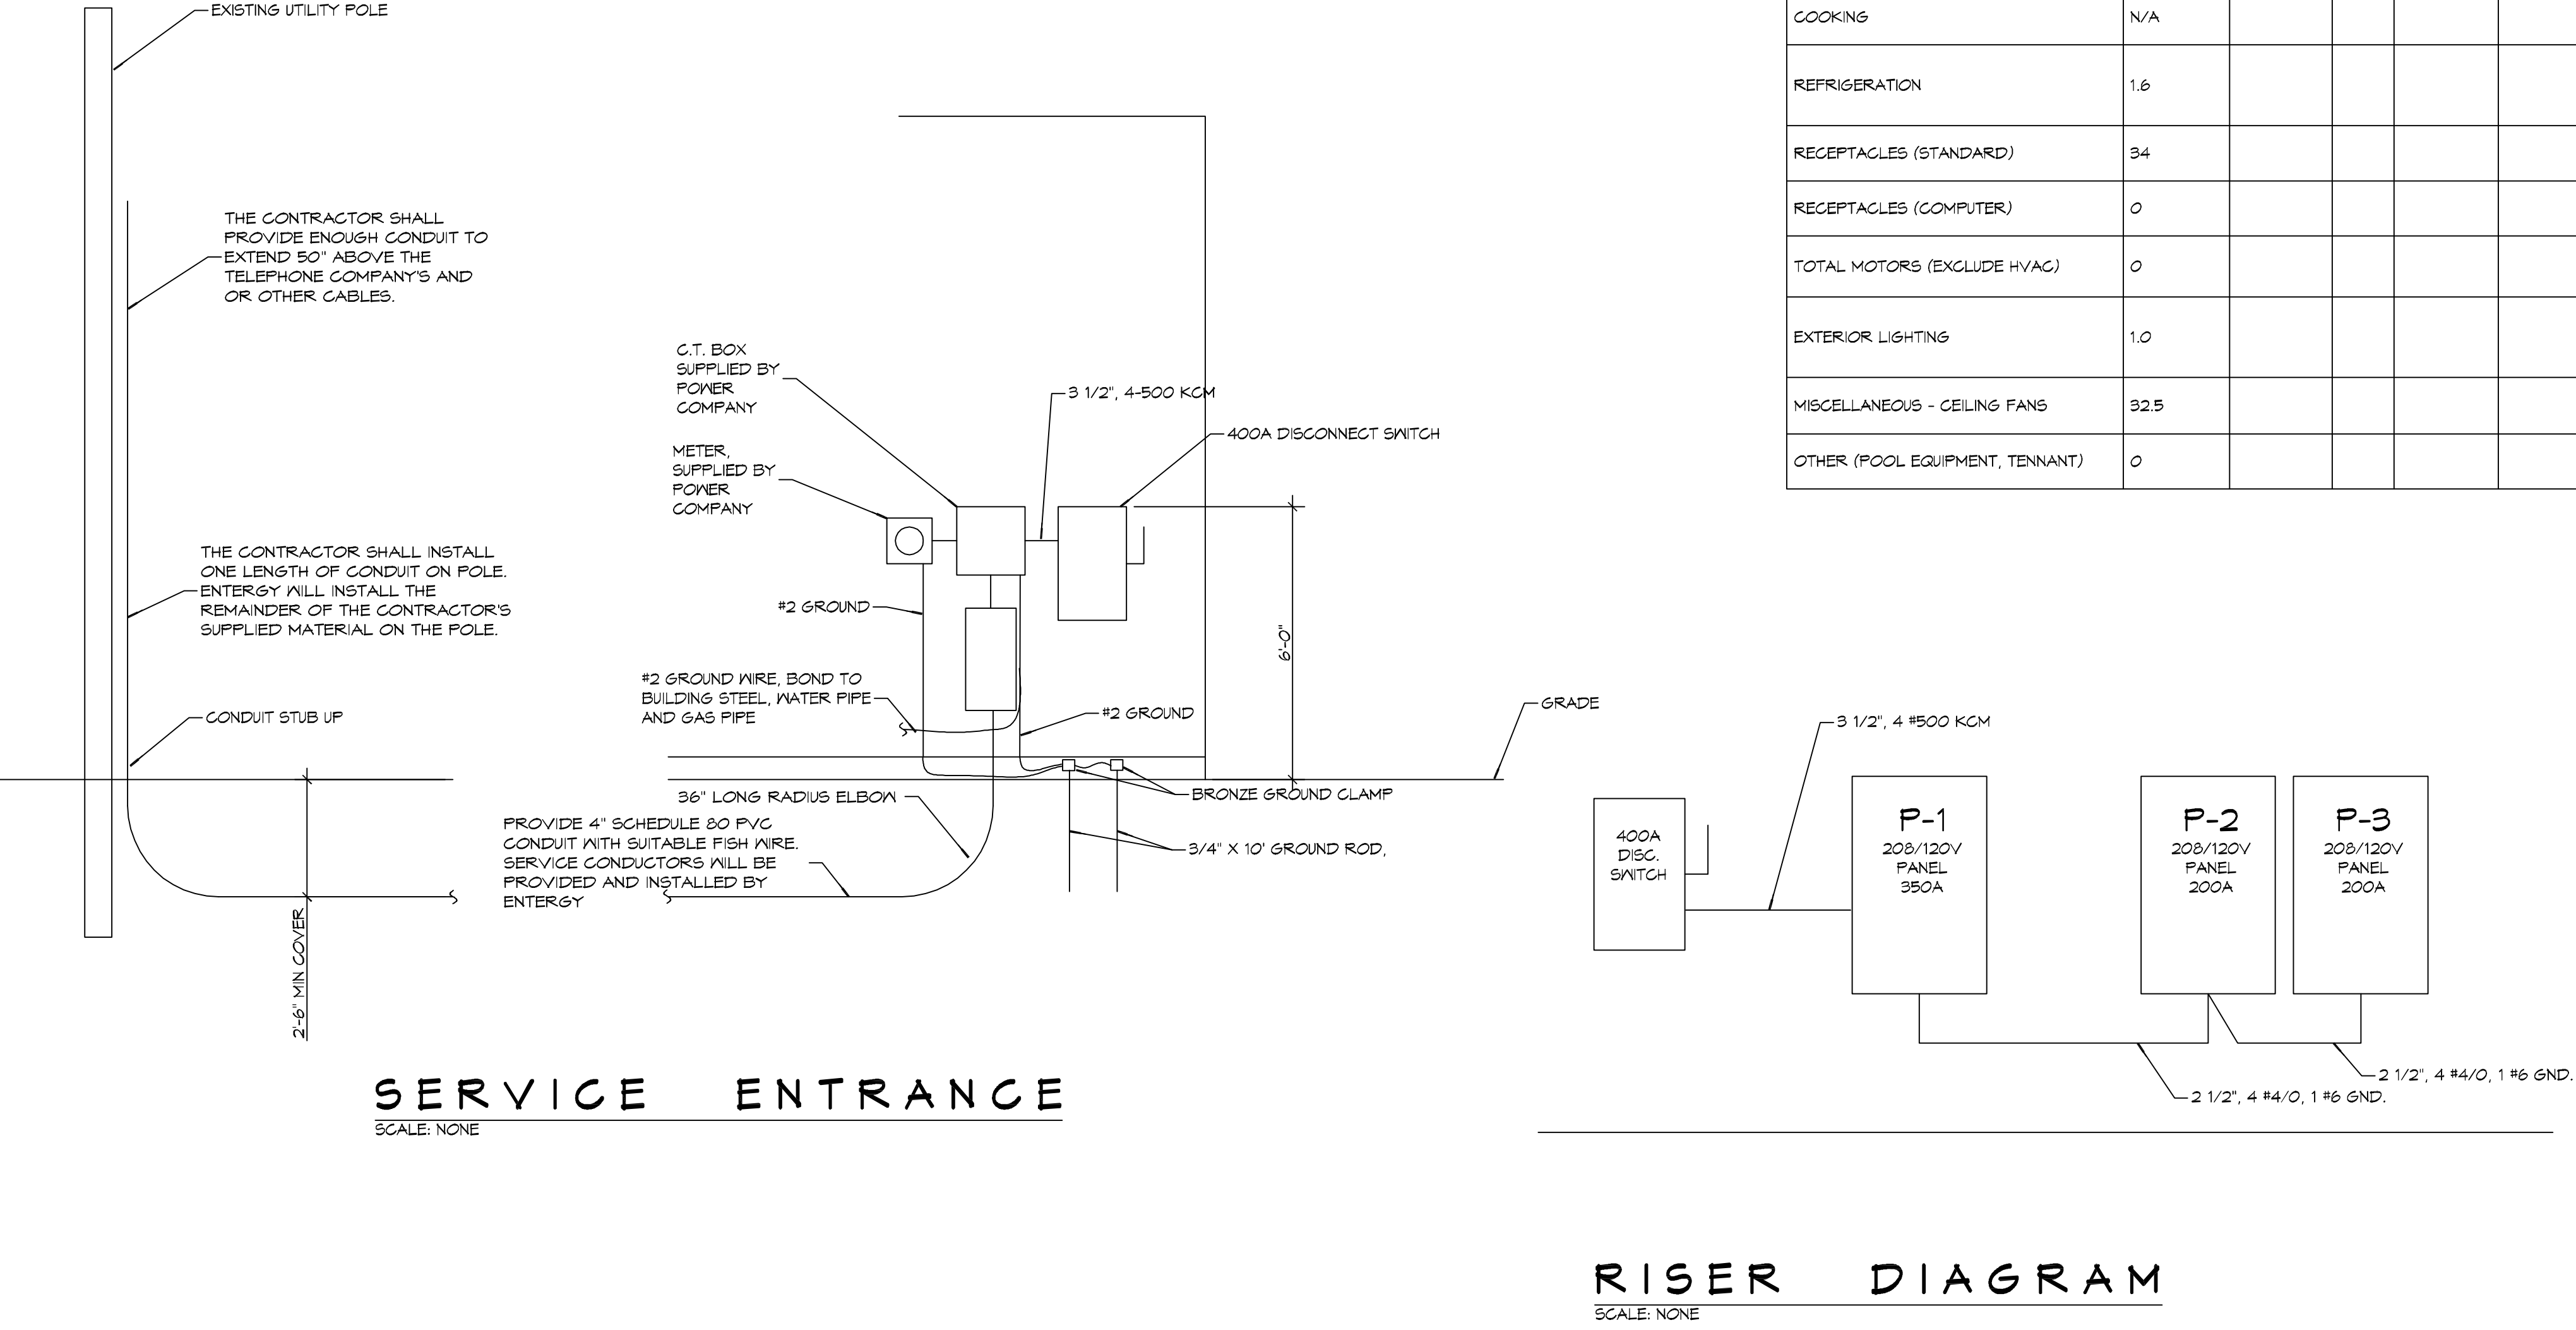 EXISTING UTILITY POLE
THE CONTRACTOR SHALL
PROVIDE ENOUGH CONDUIT TO
EXTEND 50" ABOVE THE
TELEPHONE COMPANY'S AND
OR OTHER CABLES.
THE CONTRACTOR SHALL INSTALL
ONE LENGTH OF CONDUIT ON POLE.
ENTERGY WILL INSTALL THE
REMAINDER OF THE CONTRACTOR'S
SUPPLIED MATERIAL ON THE POLE.
CONDUIT STUB UP
2'-6" MIN COVER
C.T. BOX
SUPPLIED BY
POWER
COMPANY
METER,
SUPPLIED BY
POWER
COMPANY
3 1/2", 4-500 KCM
400A DISCONNECT SWITCH
#2 GROUND
#2 GROUND WIRE, BOND TO
BUILDING STEEL, WATER PIPE
AND GAS PIPE
#2 GROUND
6'-0"
GRADE
36" LONG RADIUS ELBOW
BRONZE GROUND CLAMP
PROVIDE 4" SCHEDULE 80 PVC
CONDUIT WITH SUITABLE FISH WIRE.
SERVICE CONDUCTORS WILL BE
PROVIDED AND INSTALLED BY
ENTERGY
3/4" X 10' GROUND ROD,
SERVICE ENTRANCE
SCALE: NONE
COOKING N/A
REFRIGERATION 1.6
RECEPTACLES (STANDARD) 34
RECEPTACLES (COMPUTER) 0
TOTAL MOTORS (EXCLUDE HVAC) 0
EXTERIOR LIGHTING 1.0
MISCELLANEOUS - CEILING FANS 32.5
OTHER (POOL EQUIPMENT, TENNANT) 0
3 1/2", 4 #500 KCM
400A
DISC.
SWITCH
P-1
208/120V
PANEL
350A
P-2
208/120V
PANEL
200A
P-3
208/120V
PANEL
200A
2 1/2", 4 #4/0, 1 #6 GND.
2 1/2", 4 #4/0, 1 #6 GND.
RISER DIAGRAM
SCALE: NONE